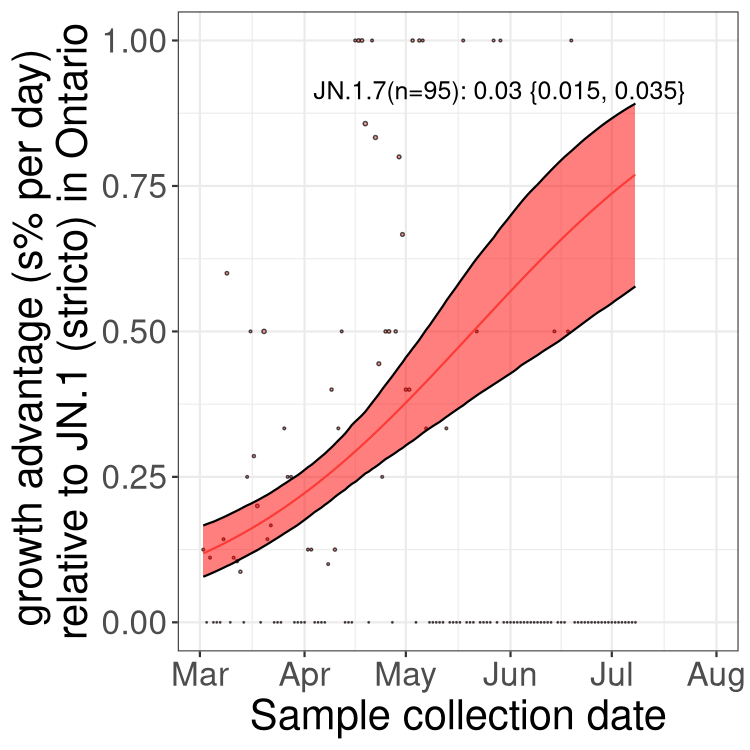 growth advantage (s% per day)
relative to JN.1 (stricto) in Ontario
1.00
0.75
0.50
0.25
0.00
JN.1.7(n=95): 0.03 {0.015, 0.035}
Mar Apr May Jun Jul Aug
Sample collection date